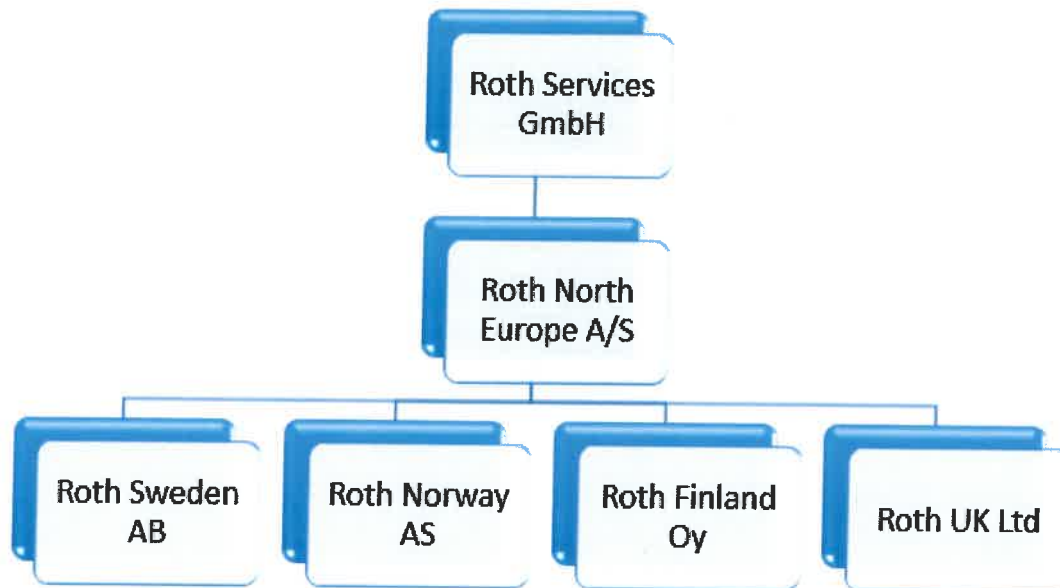 Roth Services
GmbH
Roth North
Europe A/S
Roth Sweden
AB
Roth Norway
AS
Roth Finland
Oy
Roth UK Ltd